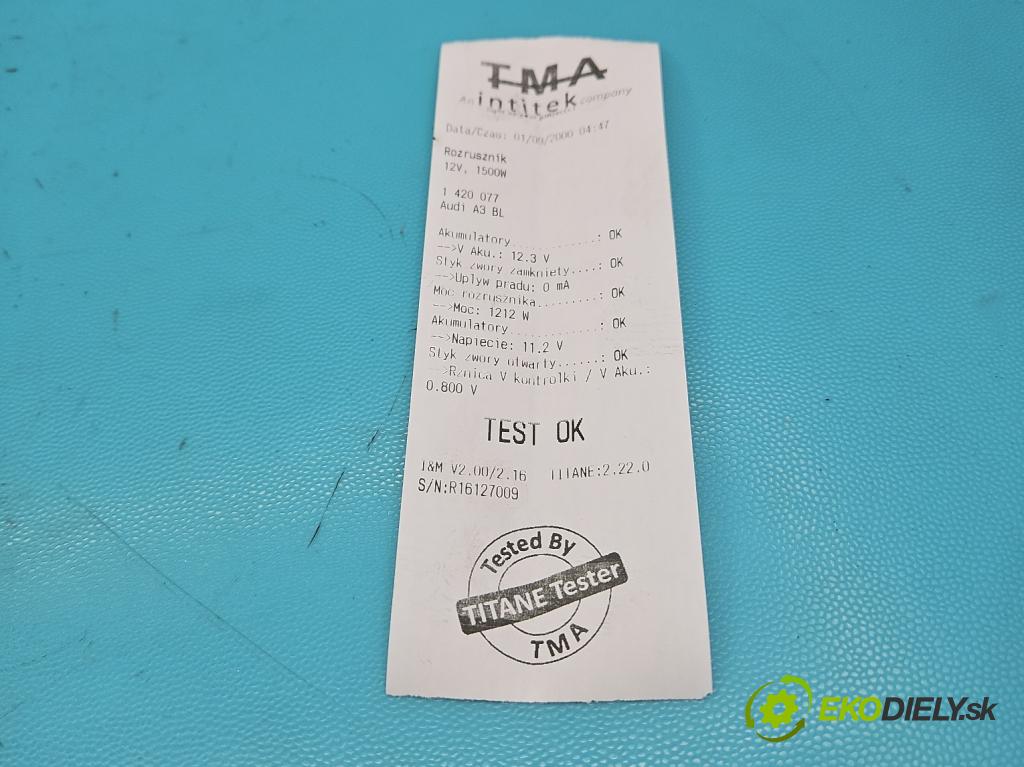 TMA
An intitek company
Data/Czas: 01/00/2000 04:47
Rozrusznik
12V, 1500W
1 420 077
Audi A3 BL
Akumulatory............: OK
-->V Aku.: 12.3 V
Styk zwory zamkniety....: OK
-->Uplyw pradu: 0 mA
Moc rozrusznika.........: OK
-->Moc: 1212 W
Akumulatory.............: OK
-->Napiecie: 11.2 V
Styk zwory otwarty......: OK
-->Rznica V kontrolki / V Aku.:
0.800 V
TEST OK
I&M V2.00/2.16 TITANE:2.22.0
S/N:R16127009
Tested By
TITANE Tester
TMA
EKODIELY.sk